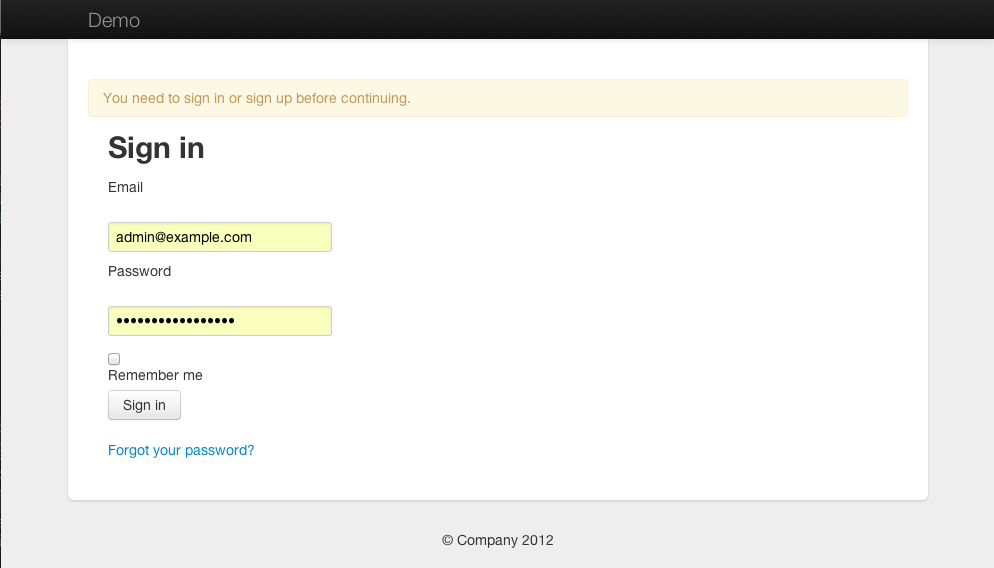 Demo
You need to sign in or sign up before continuing.
Sign in
Email
admin@example.com
Password
•••••••••••••••••
Remember me
Sign in
Forgot your password?
© Company 2012